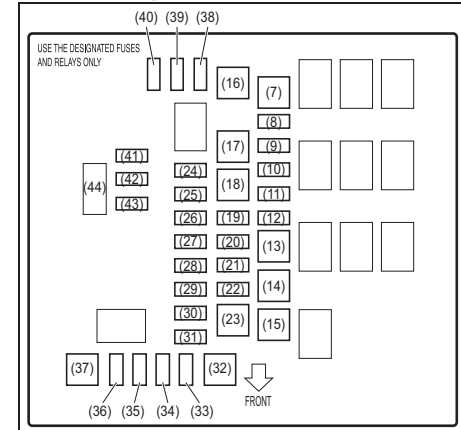 (40) (39) (38)
USE THE DESIGNATED FUSES
AND RELAYS ONLY
(16)
(7)
(8)
(17)
(9)
(41)
(10)
(24)
(42)
(18)
(44)
(25)
(11)
(43)
(26) (19) (12)
(27) (20) (13)
(28) (21)
(29) (22) (14)
(30)
(23) (15)
(31)
(37) (32)
FRONT
(36) (35) (34) (33)